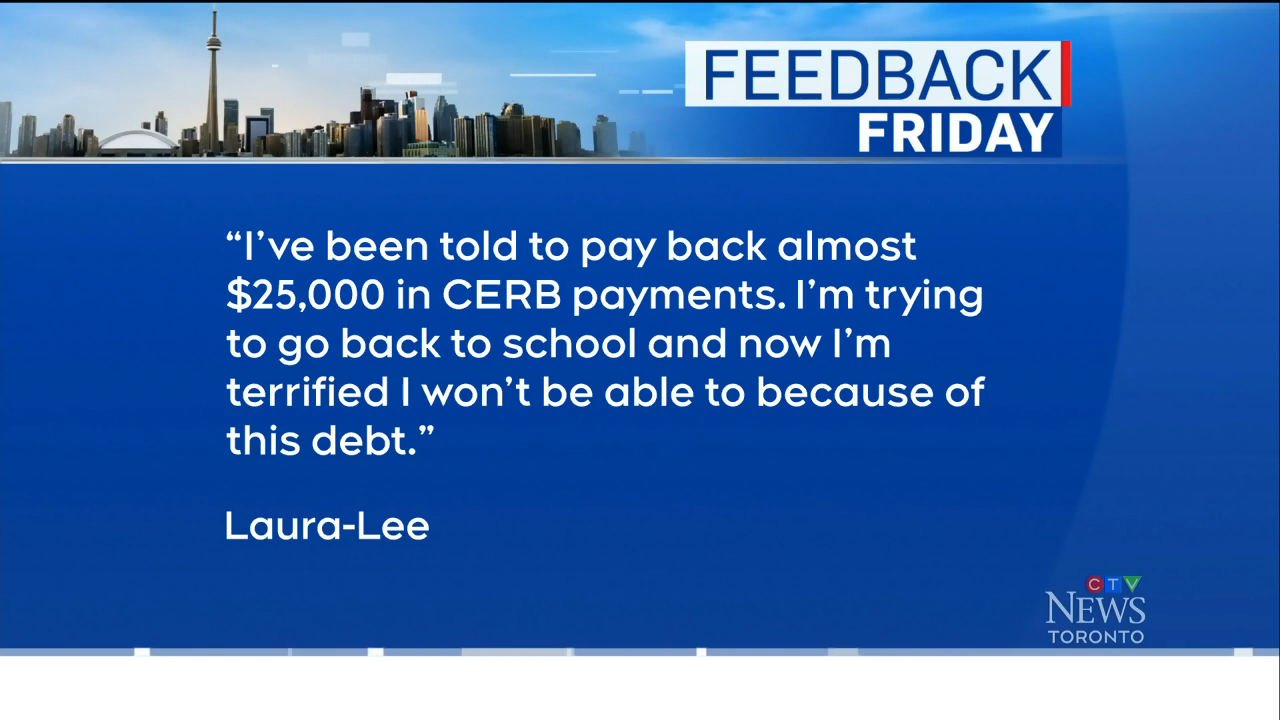 FEEDBACK
FRIDAY
“I’ve been told to pay back almost
$25,000 in CERB payments. I’m trying
to go back to school and now I’m
terrified I won’t be able to because of
this debt.”
Laura-Lee
CTV
NEWS
TORONTO